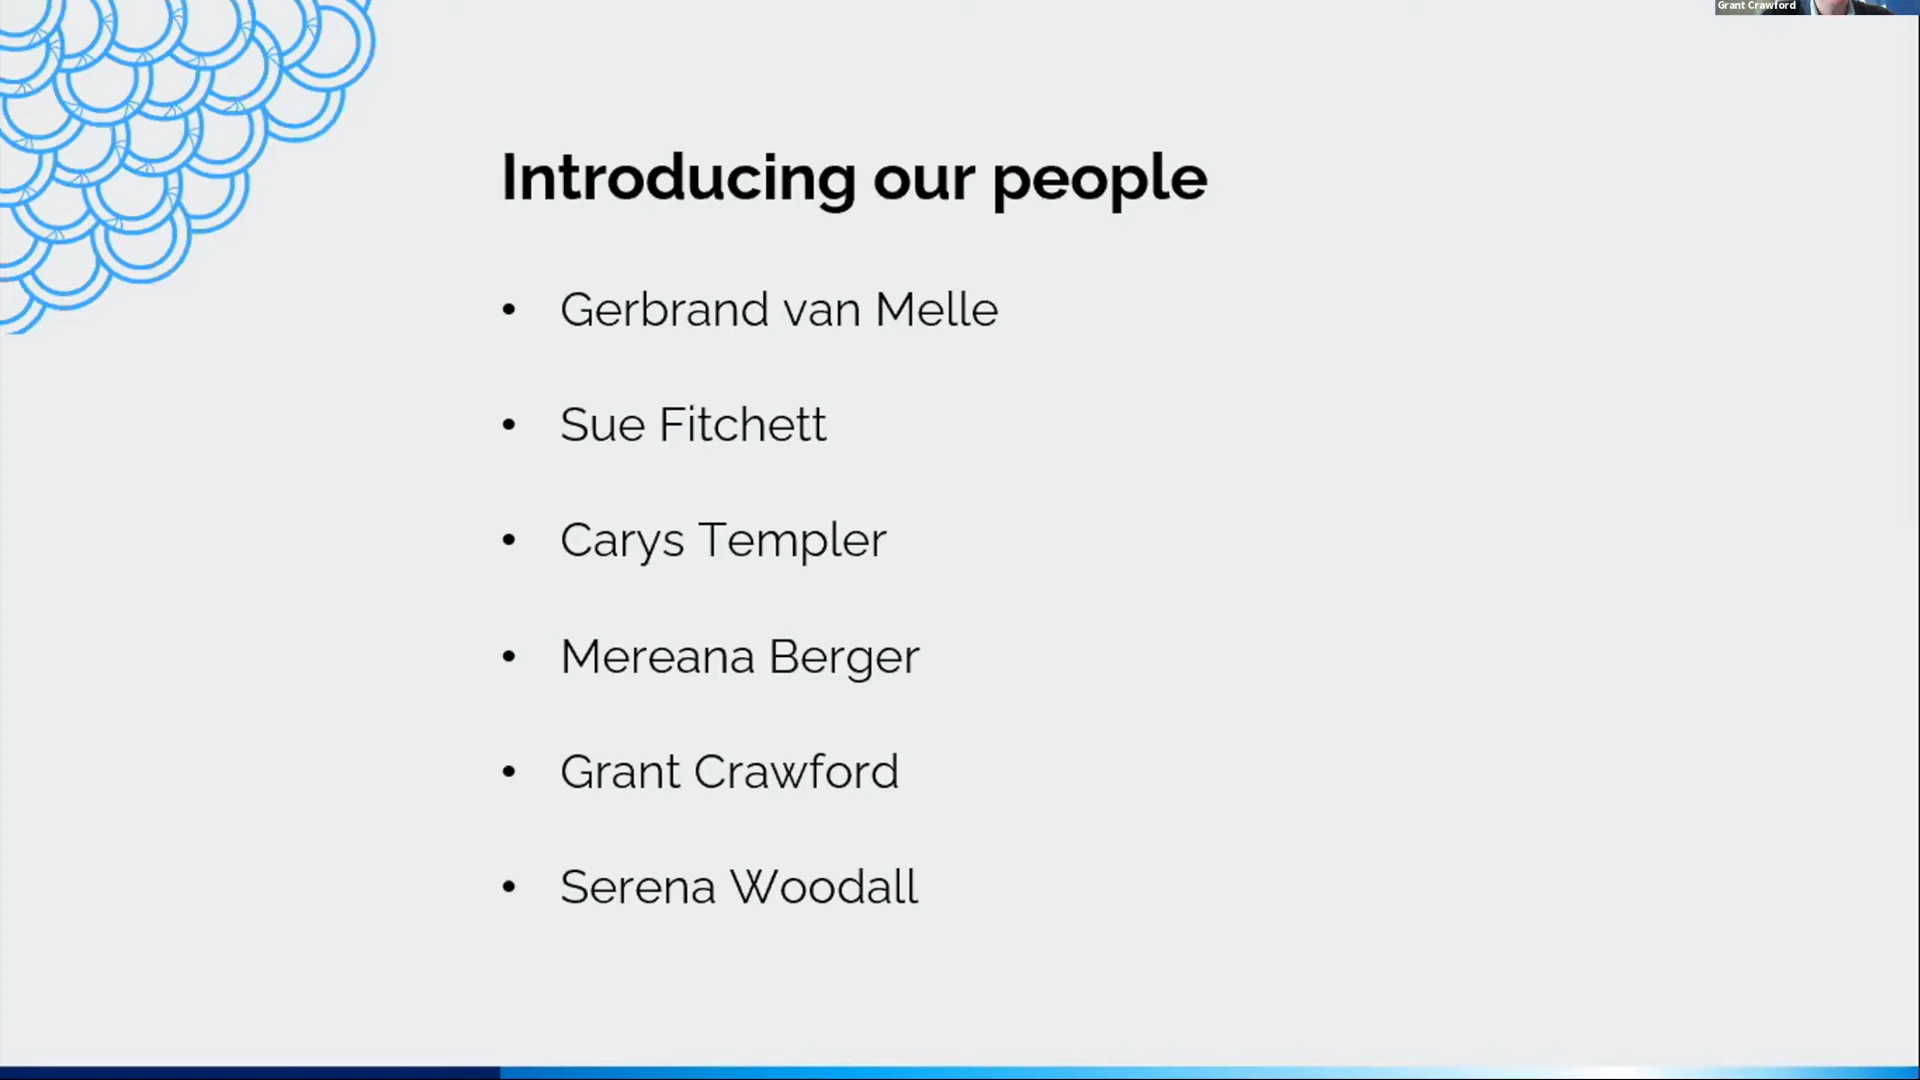 Grant Crawford
Introducing our people
• Gerbrand van Melle
• Sue Fitchett
• Carys Templer
• Mereana Berger
• Grant Crawford
• Serena Woodall